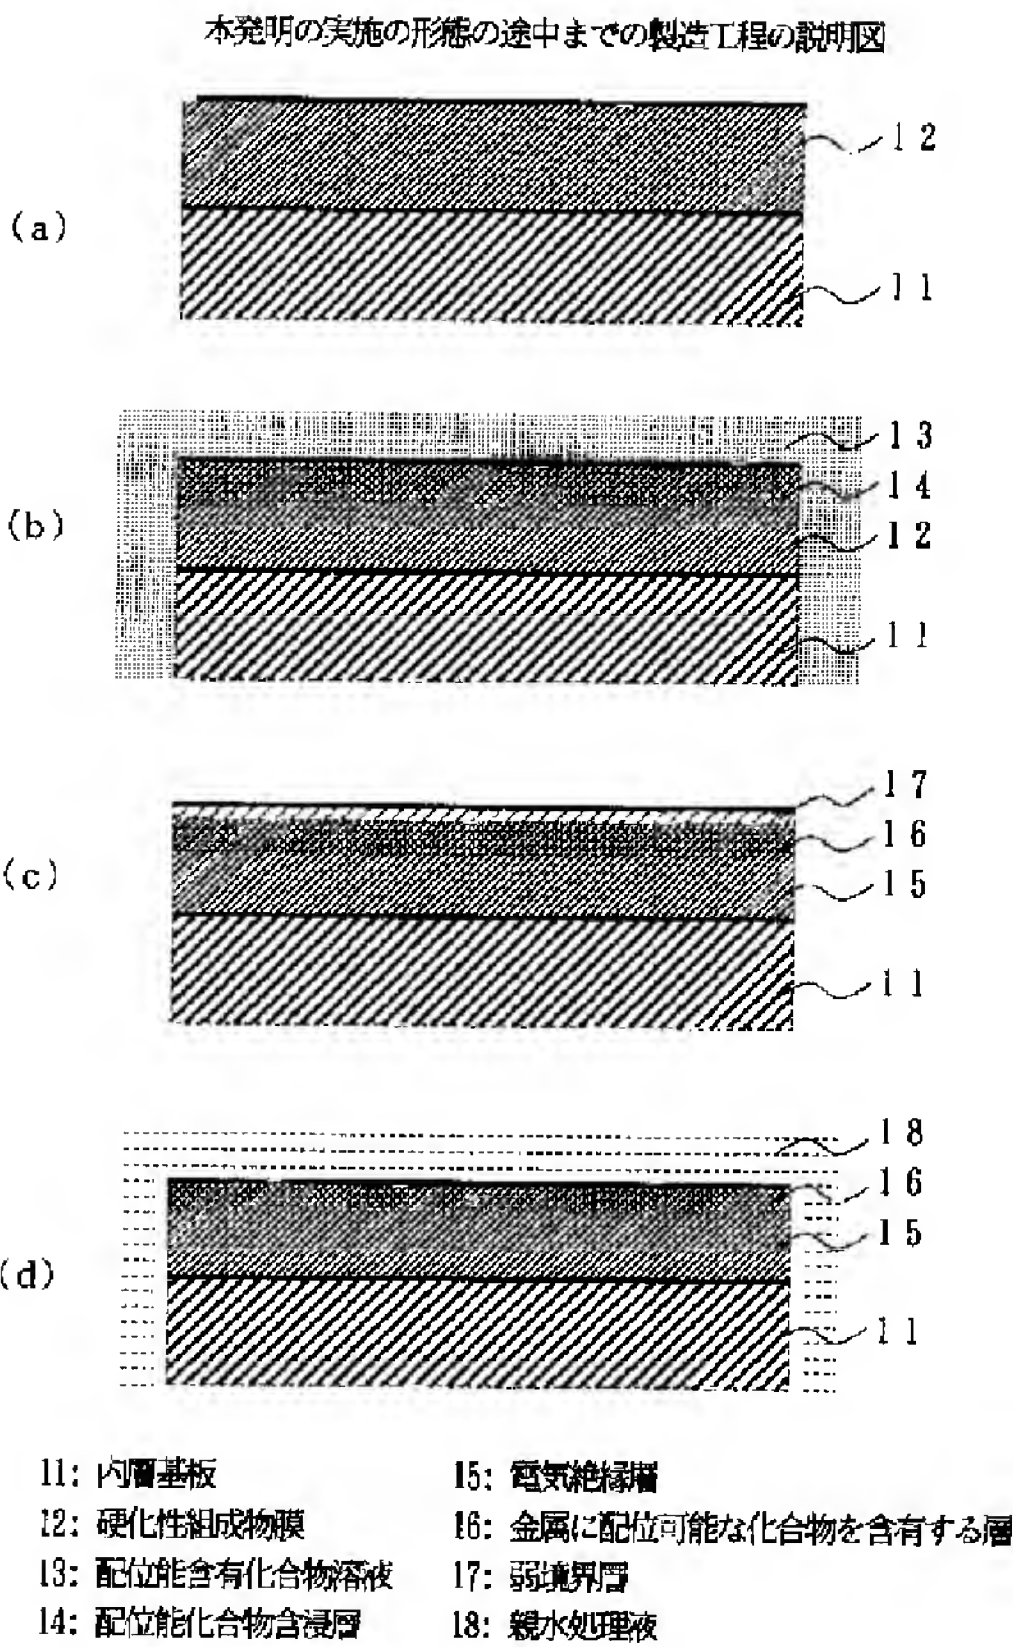 本発明の実施の形態の途中までの製造工程の説明図
12
(a)
11
13
14
(b)
12
11
17
16
(c)
15
11
18
16
15
(d)
11
11: 内層基板
12: 硬化性組成物膜
13: 配位能含有化合物溶液
14: 配位能化合物含浸層
15: 電気絶縁層
16: 金属に配位可能な化合物を含有する層
17: 弱境界層
18: 親水処理液